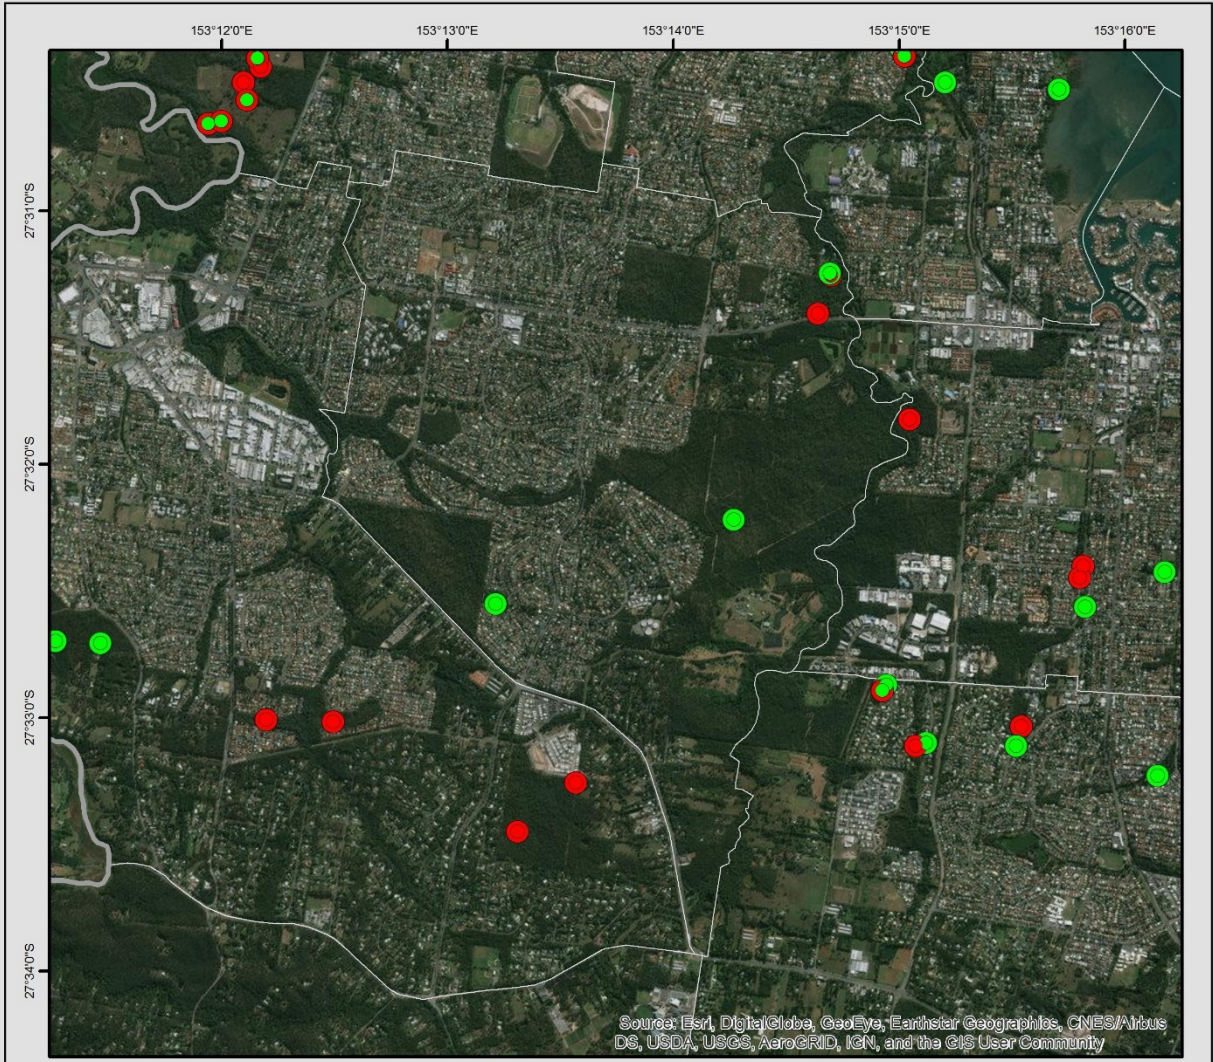 153°12'0"E 153°13'0"E 153°14'0"E 153°15'0"E 153°16'0"E
27°31'0"S
27°32'0"S
27°33'0"S
27°34'0"S
Source: Esri, DigitalGlobe, GeoEye, Earthstar Geographics, CNES/Airbus
DS, USDA, USGS, AeroGRID, IGN, and the GIS User Community